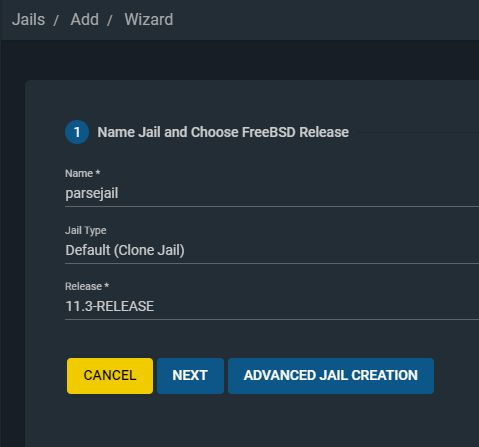 Jails / Add / Wizard
1 Name Jail and Choose FreeBSD Release
Name *
parsejail
Jail Type
Default (Clone Jail)
Release *
11.3-RELEASE
CANCEL NEXT ADVANCED JAIL CREATION